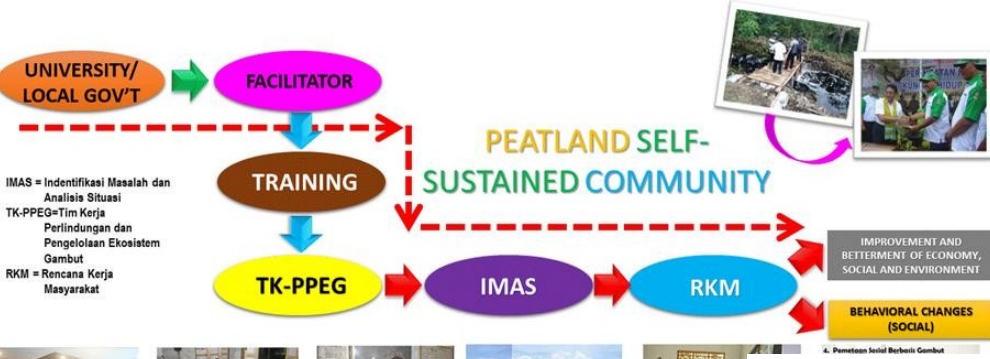 UNIVERSITY/
LOCAL GOV'T
FACILITATOR
TRAINING
PEATLAND SELF-
SUSTAINED COMMUNITY
IMAS = Indentifikasi Masalah dan
Analisis Situasi
TK-PPEG=Tim Kerja
Perlindungan dan
Pengelolaan Ekosistem
Gambut
RKM = Rencana Kerja
Masyarakat
TK-PPEG
IMAS
RKM
IMPROVEMENT AND
BETTERMENT OF ECONOMY,
SOCIAL AND ENVIRONMENT
BEHAVIORAL CHANGES
(SOCIAL)
4. Pemetaan Sosial Berbasis Gambut